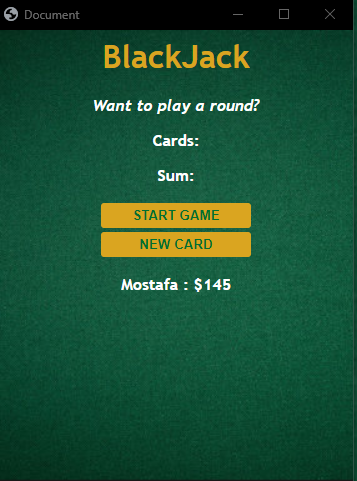 Document
BlackJack
Want to play a round?
Cards:
Sum:
START GAME
NEW CARD
Mostafa : $145